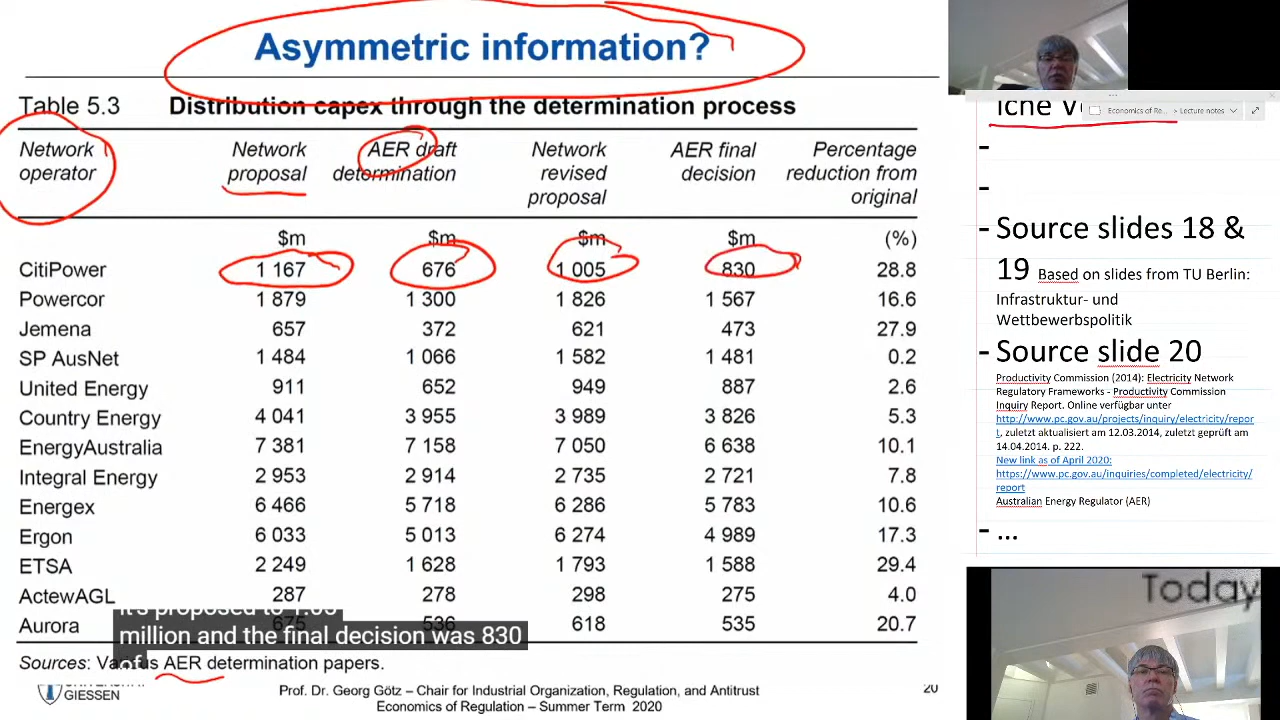 Asymmetric information?
Table 5.3 Distribution capex through the determination process
Network operator Network proposal AER draft determination Network revised proposal AER final decision Percentage reduction from original
$m $m $m $m (%)
CitiPower 1 167 676 1 005 830 28.8
Powercor 1 879 1 300 1 826 1 567 16.6
Jemena 657 372 621 473 27.9
SP AusNet 1 484 1 066 1 582 1 481 0.2
United Energy 911 652 949 887 2.6
Country Energy 4 041 3 955 3 989 3 826 5.3
EnergyAustralia 7 381 7 158 7 050 6 638 10.1
Integral Energy 2 953 2 914 2 735 2 721 7.8
Energex 6 466 5 718 6 286 5 783 10.6
Ergon 6 033 5 013 6 274 4 989 17.3
ETSA 2 249 1 628 1 793 1 588 29.4
ActewAGL 287 278 298 275 4.0
Aurora 675 536 618 535 20.7
million and the final decision was 830
of
Sources: Various AER determination papers.
GIESSEN
Prof. Dr. Georg Götz – Chair for Industrial Organization, Regulation, and Antitrust
Economics of Regulation – Summer Term 2020
20
Economics of Re... > Lecture notes
-
-
- Source slides 18 &
19 Based on slides from TU Berlin:
Infrastruktur- und
Wettbewerbspolitik
- Source slide 20
Productivity Commission (2014): Electricity Network
Regulatory Frameworks - Productivity Commission
Inquiry Report. Online verfügbar unter
http://www.pc.gov.au/projects/inquiry/electricity/repor
t, zuletzt aktualisiert am 12.03.2014, zuletzt geprüft am
14.04.2014. p. 222.
New link as of April 2020:
https://www.pc.gov.au/inquiries/completed/electricity/
report
Australian Energy Regulator (AER)
- ...
Today